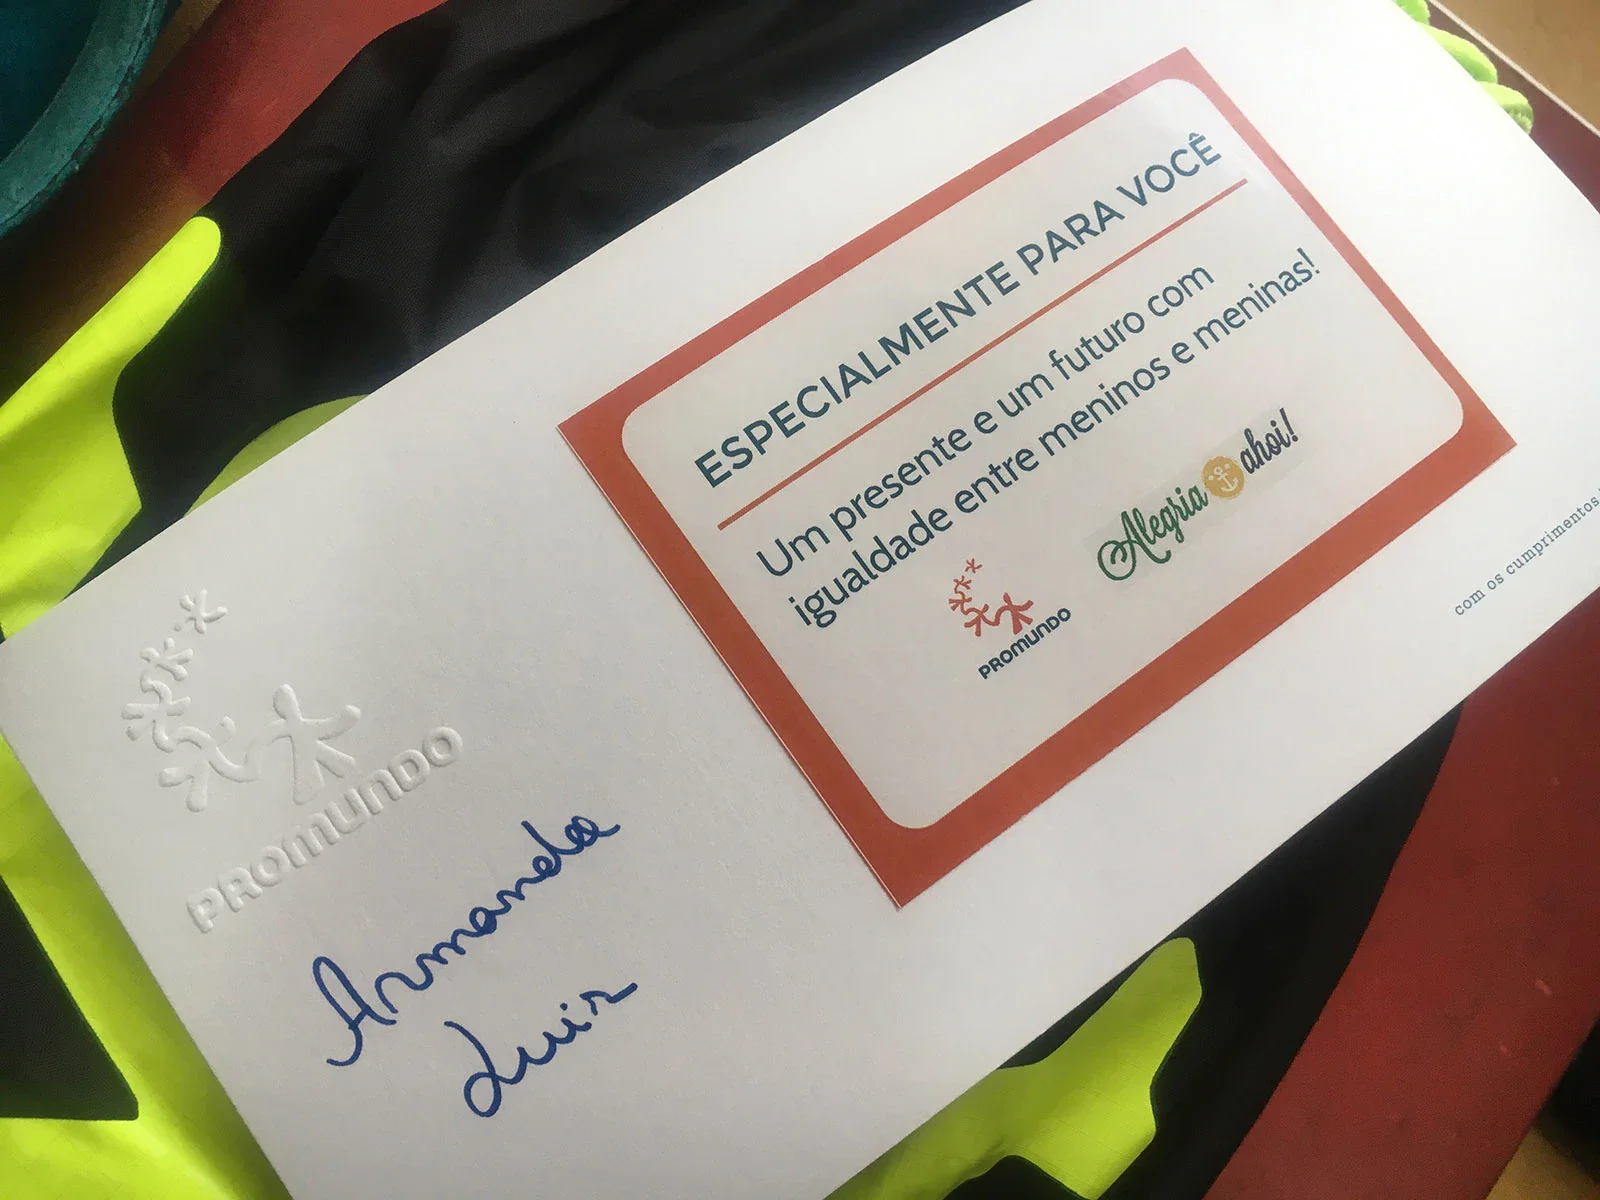 ESPECIALMENTE PARA VOCÊ
Um presente e um futuro com
igualdade entre meninos e meninas!
PROMUNDO
Alegria ahoi!
com os cumprimentos
PROMUNDO
Armanda
Luiz